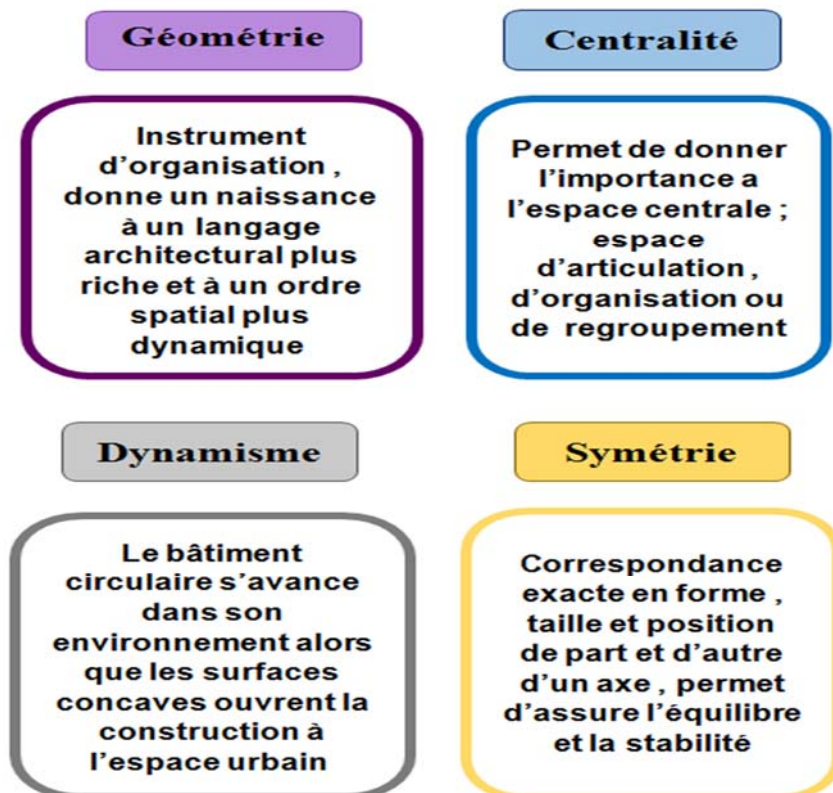 Géométrie
Instrument
d’organisation ,
donne un naissance
à un langage
architectural plus
riche et à un ordre
spatial plus
dynamique
Centralité
Permet de donner
l’importance a
l’espace centrale ;
espace
d’articulation ,
d’organisation ou
de regroupement
Dynamisme
Le bâtiment
circulaire s’avance
dans son
environnement alors
que les surfaces
concaves ouvrent la
construction à
l’espace urbain
Symétrie
Correspondance
exacte en forme ,
taille et position
de part et d’autre
d’un axe , permet
d’assure l’équilibre
et la stabilité